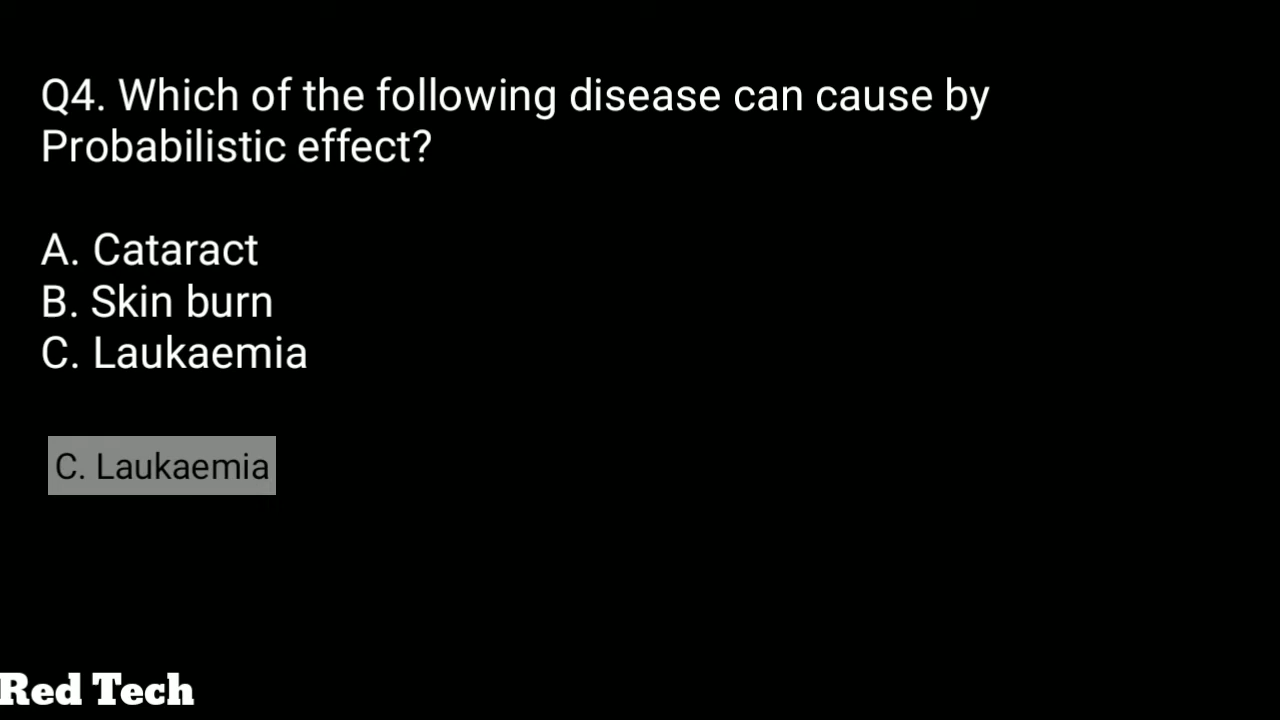 Q4. Which of the following disease can cause by
Probabilistic effect?
A. Cataract
B. Skin burn
C. Laukaemia
C. Laukaemia
Red Tech